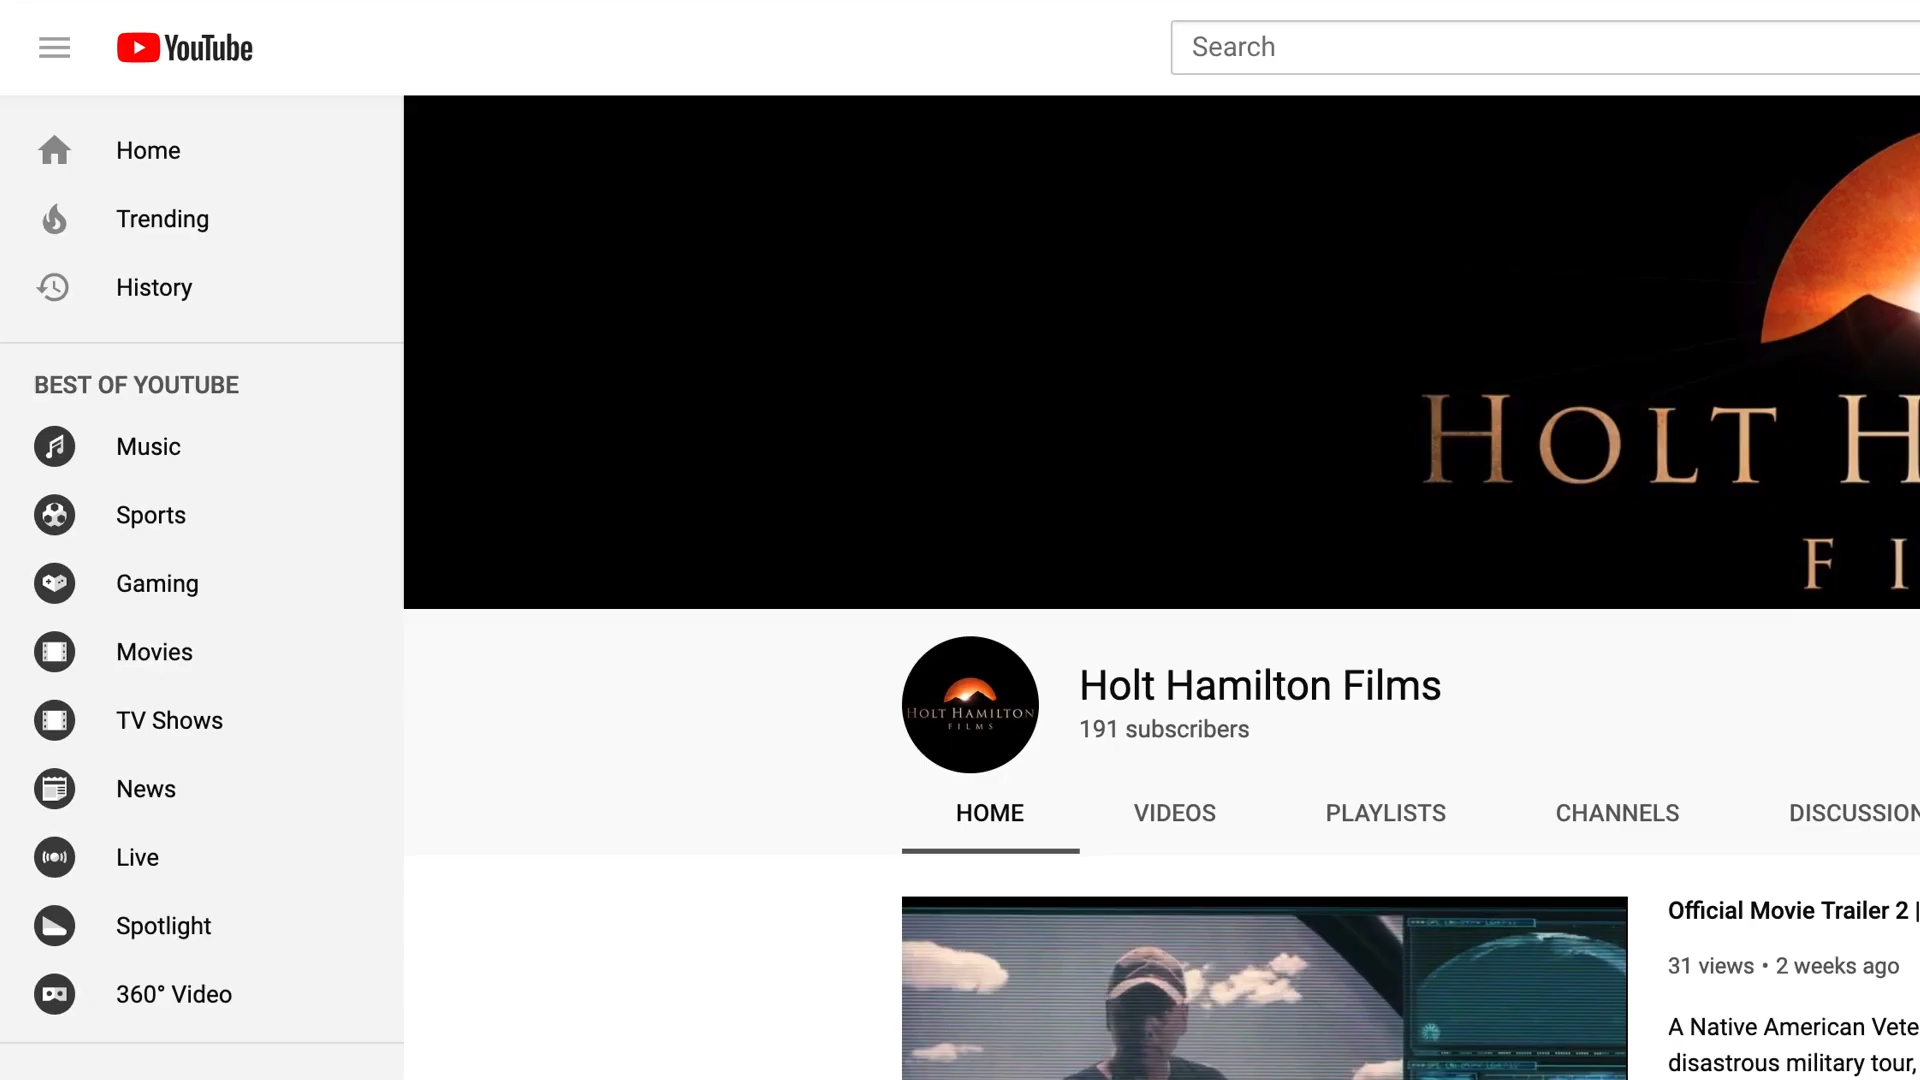 YouTube
Search
Home
Trending
History
BEST OF YOUTUBE
Music
Sports
Gaming
Movies
TV Shows
News
Live
Spotlight
360° Video
HOLT H
FI
HOLT HAMILTON
FILMS
Holt Hamilton Films
191 subscribers
HOME VIDEOS PLAYLISTS CHANNELS DISCUSSION
Official Movie Trailer 2 |
31 views • 2 weeks ago
A Native American Vete
disastrous military tour,